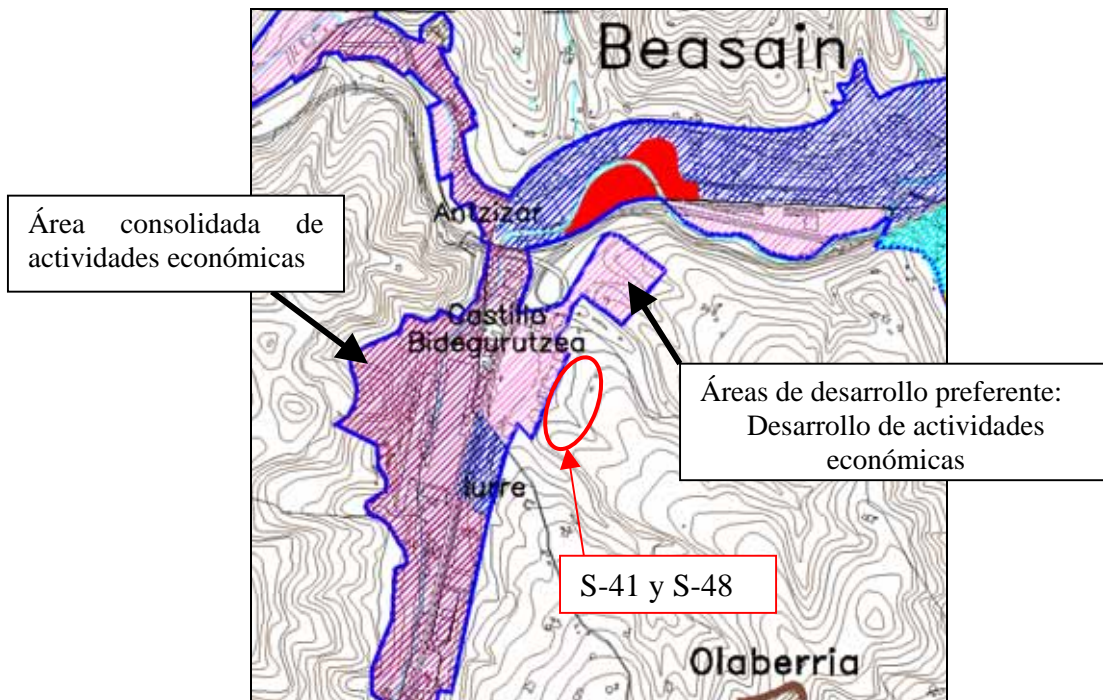 Beasain
Antzizar
Área consolidada de
actividades económicas
Castillo
Bidegurutzea
Áreas de desarrollo preferente:
Desarrollo de actividades
económicas
Iurre
S-41 y S-48
Olaberria